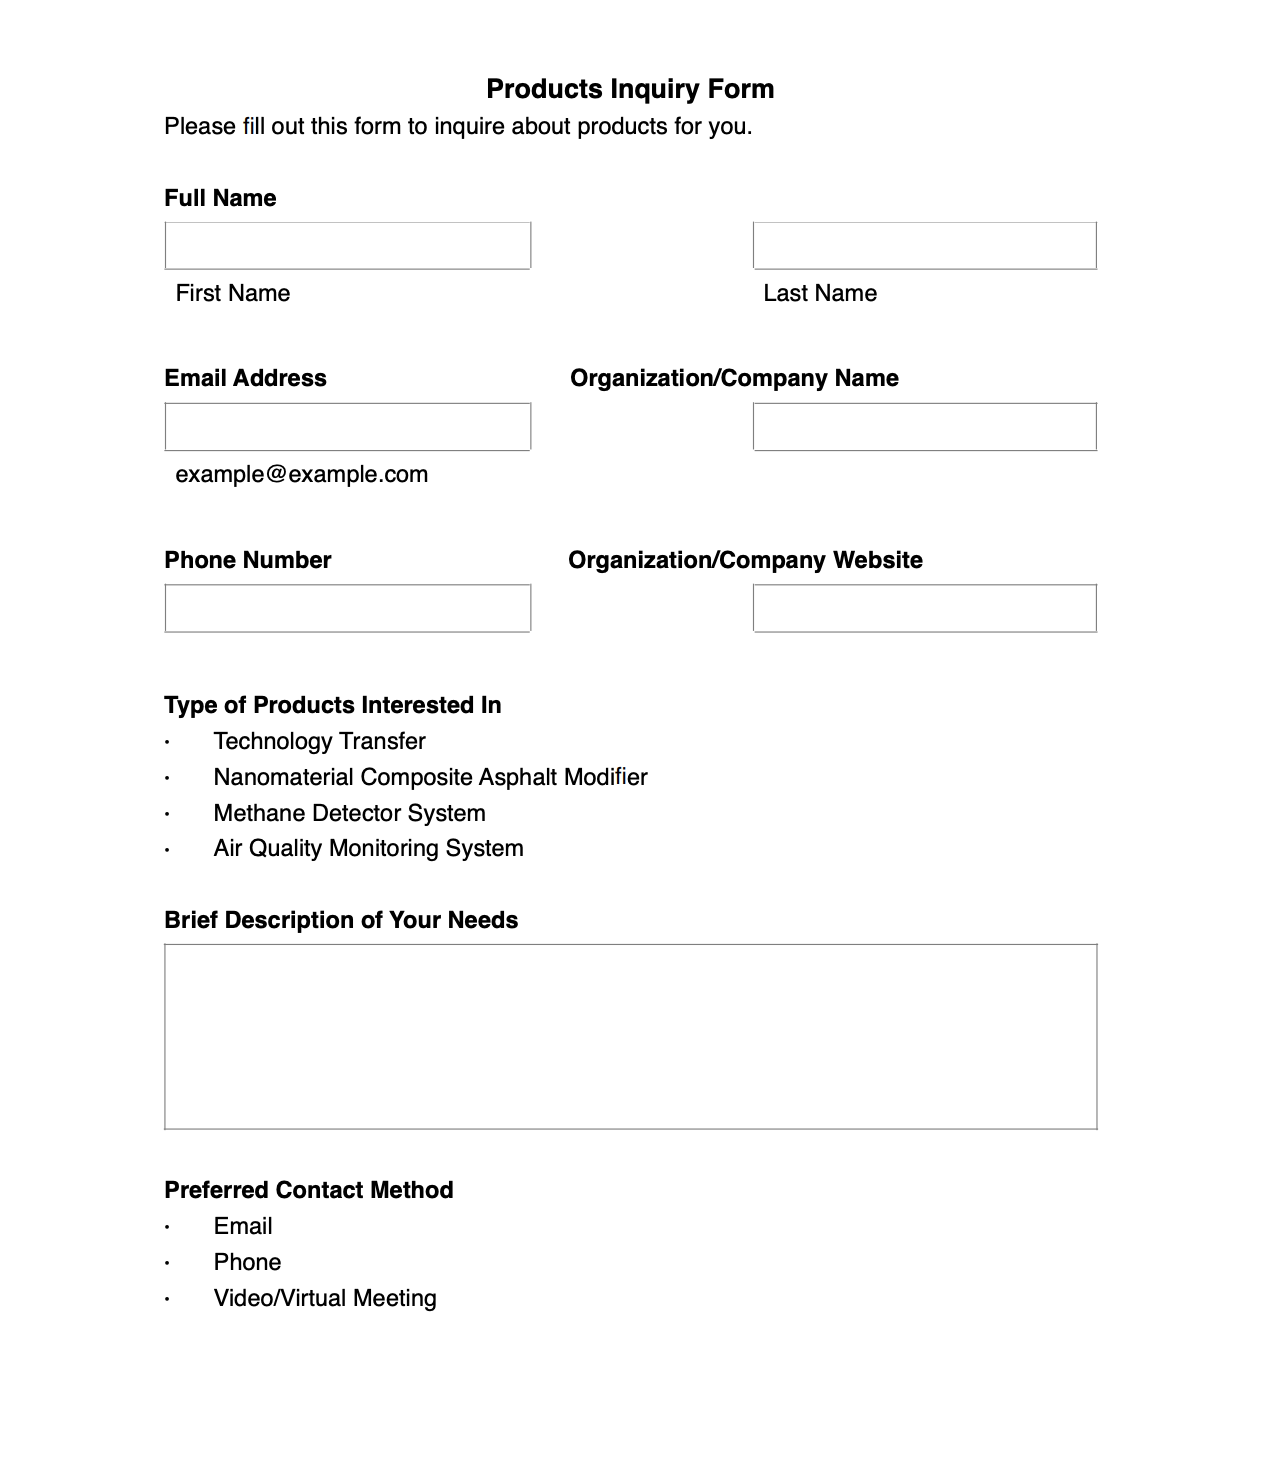 Products Inquiry Form
Please fill out this form to inquire about products for you.
Full Name
First Name
Last Name
Email Address
Organization/Company Name
example@example.com
Phone Number
Organization/Company Website
Type of Products Interested In
· Technology Transfer
· Nanomaterial Composite Asphalt Modifier
· Methane Detector System
· Air Quality Monitoring System
Brief Description of Your Needs
Preferred Contact Method
· Email
· Phone
· Video/Virtual Meeting